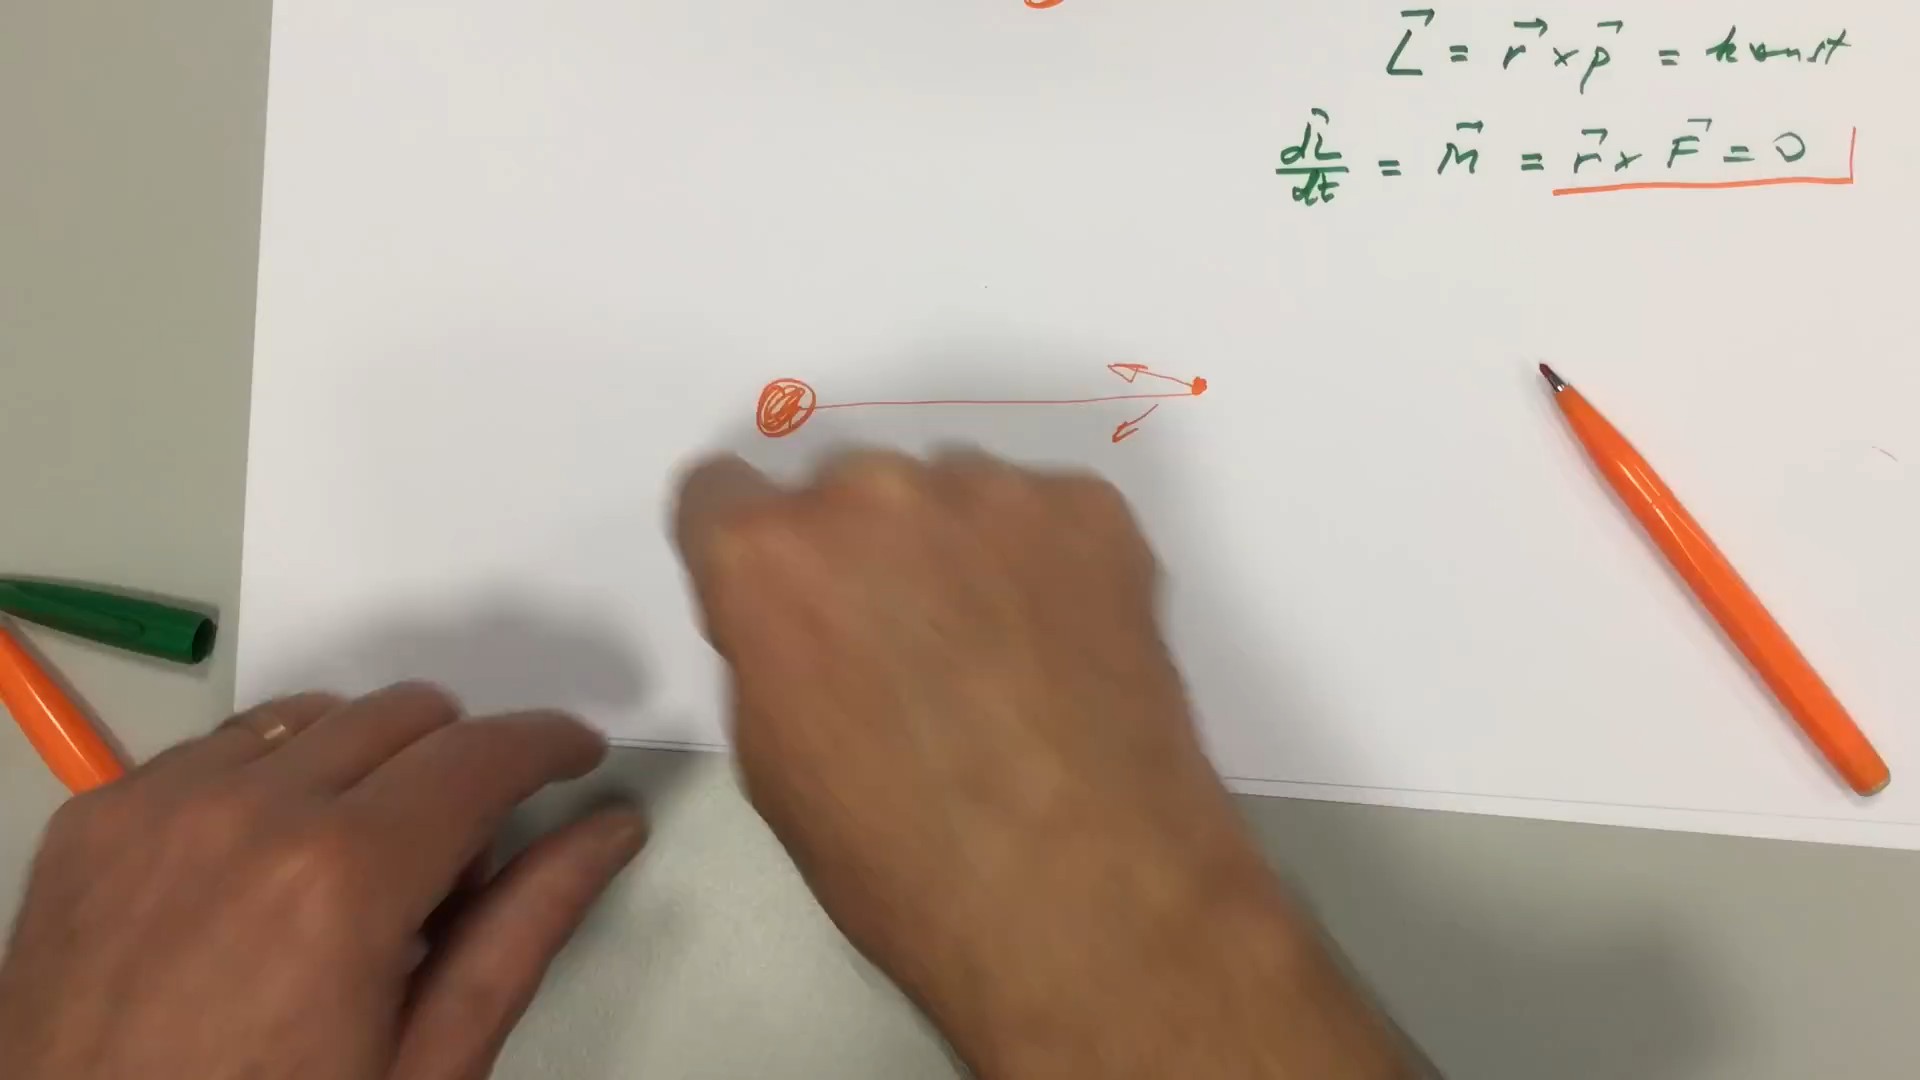 L⃗ = r⃗ × p⃗ = konst
dL⃗/dt = M⃗ = r⃗ × F⃗ = 0